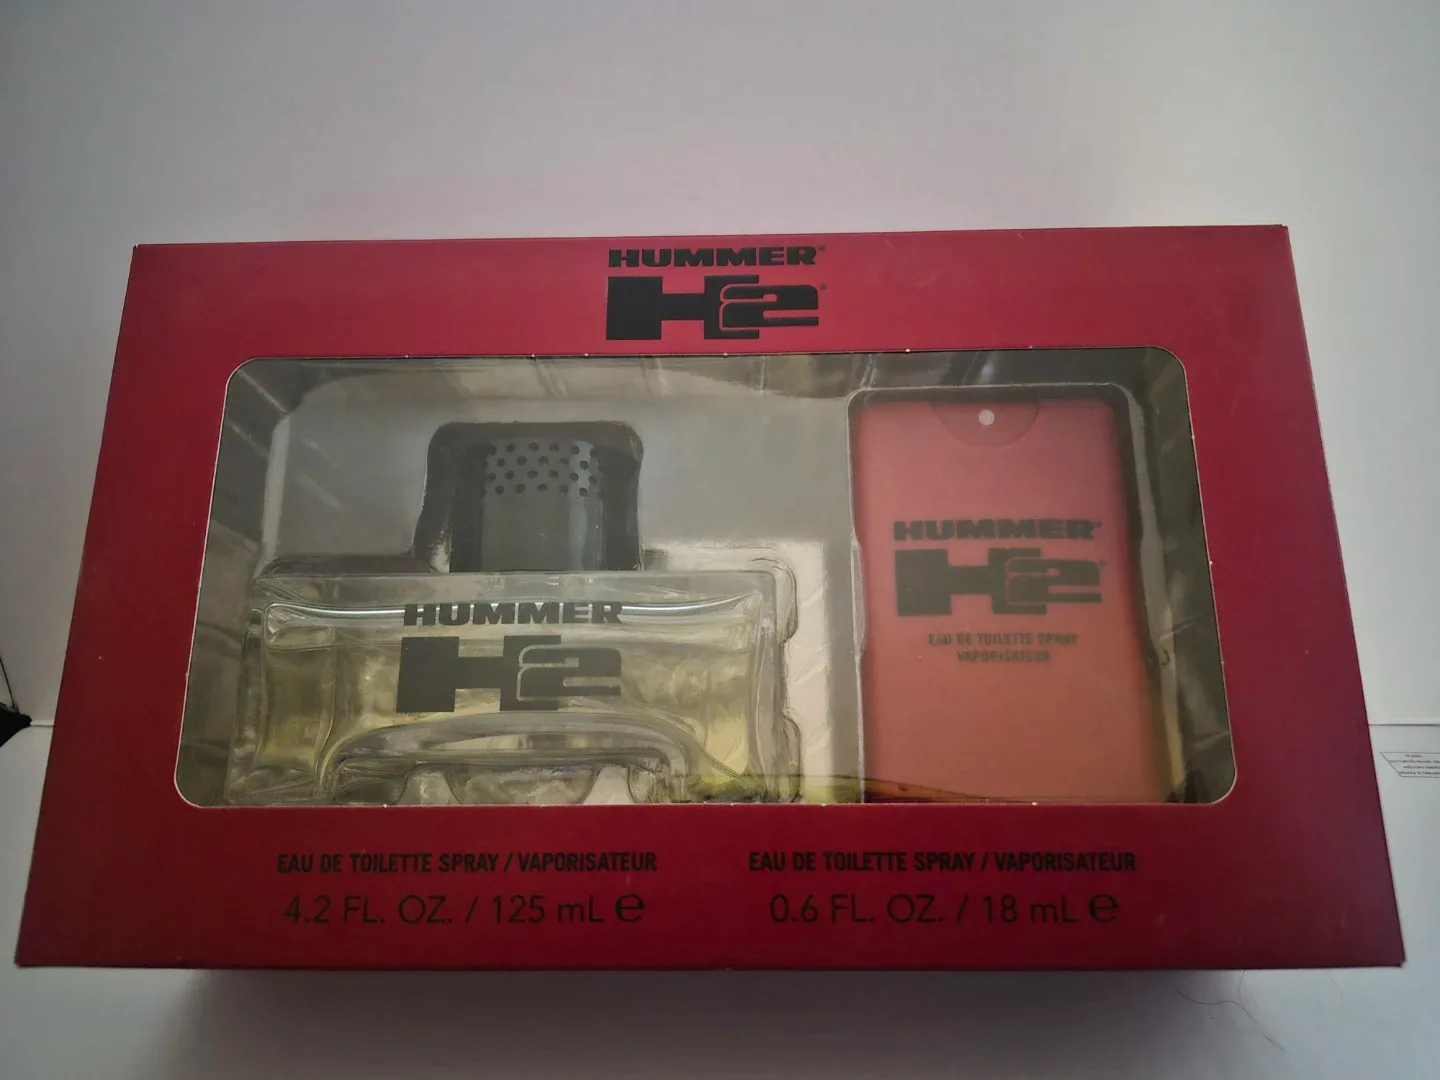 HUMMER®
H2®
HUMMER
H2
HUMMER®
H2®
EAU DE TOILETTE SPRAY
VAPORISATEUR
EAU DE TOILETTE SPRAY / VAPORISATEUR
4.2 FL. OZ. / 125 mL ℮
EAU DE TOILETTE SPRAY / VAPORISATEUR
0.6 FL. OZ. / 18 mL ℮